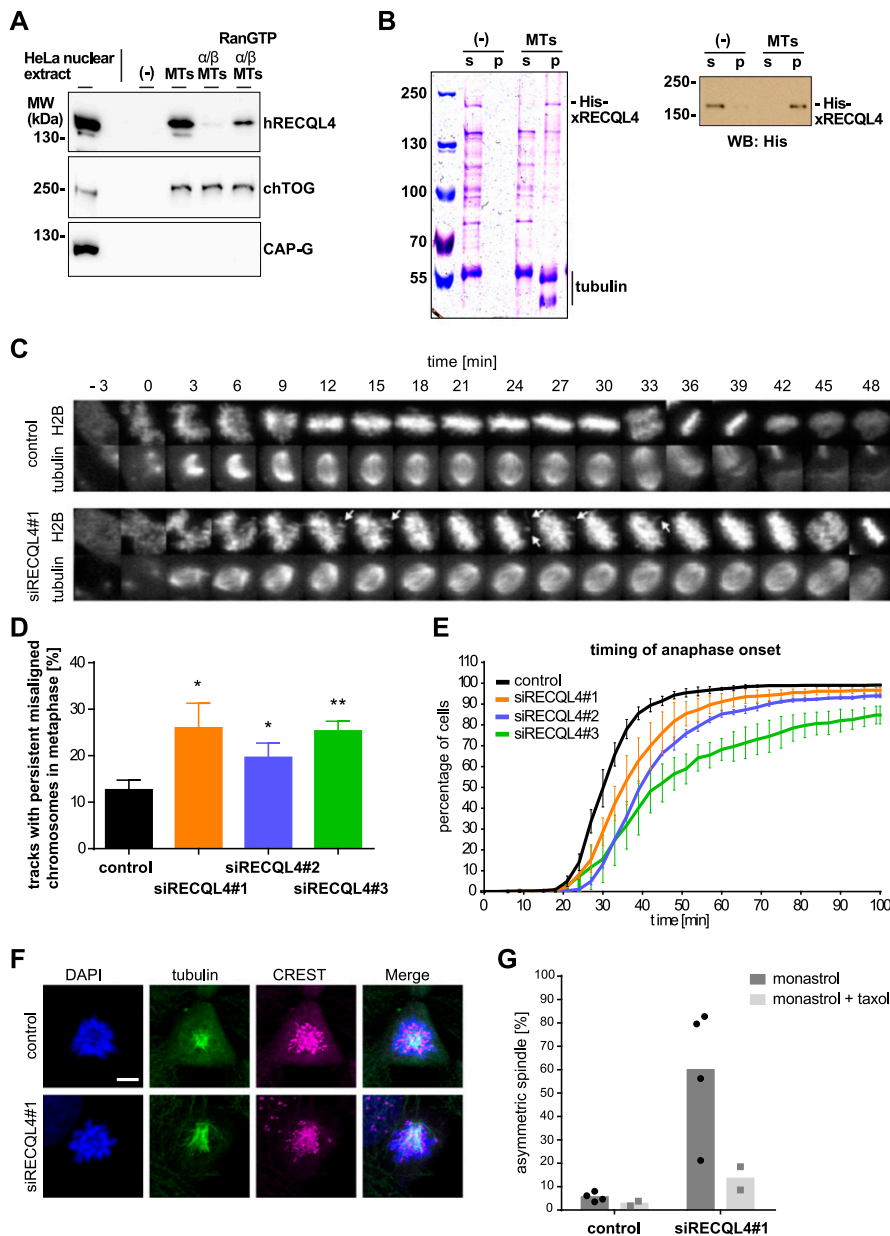 A
RanGTP
HeLa nuclear extract
(-)
MTs
α/β MTs
α/β MTs
MW (kDa)
130
hRECQL4
250
chTOG
130
CAP-G
B
(-) MTs
s p s p
250
130
100
70
55
His-xRECQL4
tubulin
(-) MTs
s p s p
250
150
His-xRECQL4
WB: His
C
time [min]
- 3 0 3 6 9 12 15 18 21 24 27 30 33 36 39 42 45 48
control
H2B
tubulin
siRECQL4#1
H2B
tubulin
D
tracks with persistent misaligned chromosomes in metaphase [%]
40
30
20
10
0
* * **
control
siRECQL4#1
siRECQL4#2
siRECQL4#3
E
timing of anaphase onset
percentage of cells
110
100
90
80
70
60
50
40
30
20
10
0
control
siRECQL4#1
siRECQL4#2
siRECQL4#3
0 10 20 30 40 50 60 70 80 90 100
time [min]
F
DAPI tubulin CREST Merge
control
siRECQL4#1
G
asymmetric spindle [%]
100
90
80
70
60
50
40
30
20
10
0
monastrol
monastrol + taxol
control siRECQL4#1